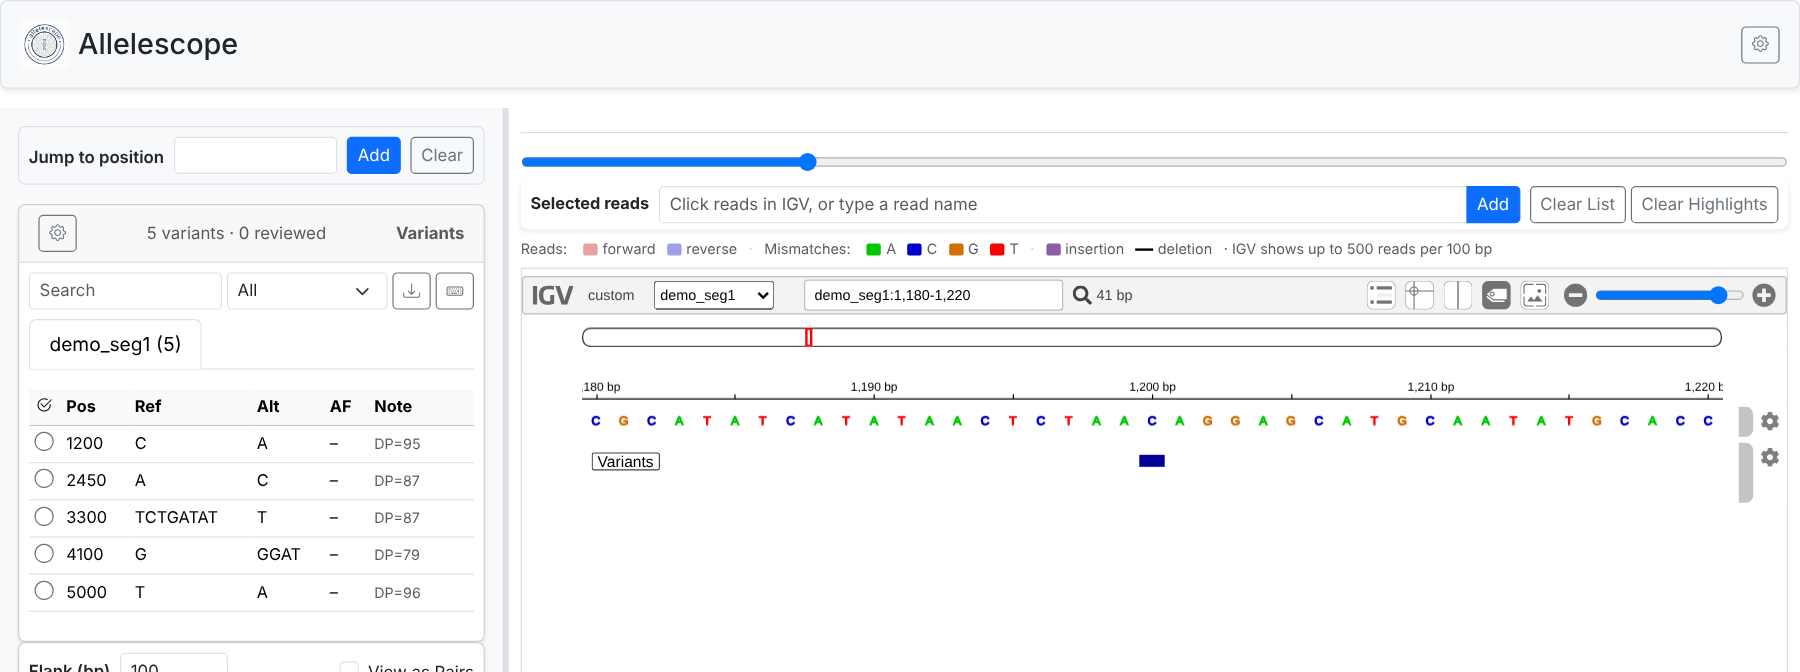 Allelescope
Jump to position Add Clear
5 variants · 0 reviewed Variants
Search All
demo_seg1 (5)
Pos Ref Alt AF Note
1200 C A – DP=95
2450 A C – DP=87
3300 TCTGATAT T – DP=87
4100 G GGAT – DP=79
5000 T A – DP=96
Flank (bp) 100 View as Pairs
Selected reads Click reads in IGV, or type a read name Add Clear List Clear Highlights
Reads: forward reverse · Mismatches: A C G T · insertion deletion · IGV shows up to 500 reads per 100 bp
IGV custom demo_seg1 demo_seg1:1,180-1,220 41 bp
,180 bp 1,190 bp 1,200 bp 1,210 bp 1,220 b
C G C A T A T C A T A T A A C T C T A A C A G G A G C A T G C A A T A T G C A C C
Variants